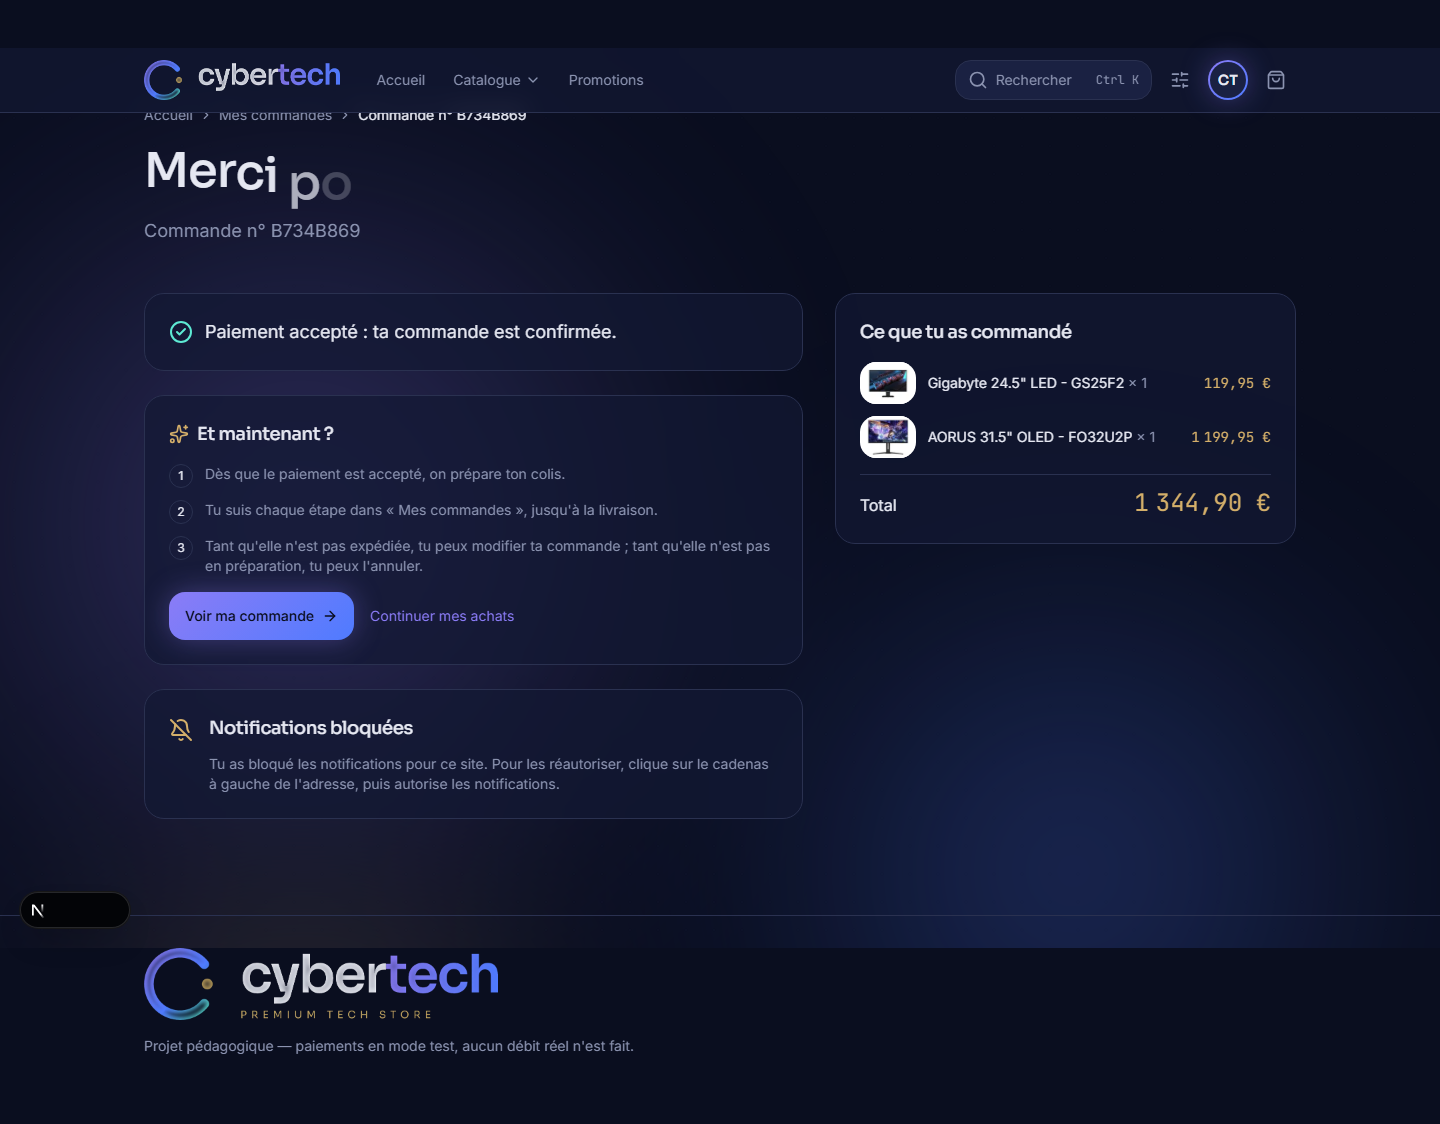 cybertech
Accueil
Catalogue
Promotions
Rechercher
Ctrl K
CT
Accueil > Mes commandes > Commande n° B734B869
Merci po
Commande n° B734B869
Paiement accepté : ta commande est confirmée.
Et maintenant ?
1 Dès que le paiement est accepté, on prépare ton colis.
2 Tu suis chaque étape dans « Mes commandes », jusqu'à la livraison.
3 Tant qu'elle n'est pas expédiée, tu peux modifier ta commande ; tant qu'elle n'est pas
en préparation, tu peux l'annuler.
Voir ma commande →
Continuer mes achats
Notifications bloquées
Tu as bloqué les notifications pour ce site. Pour les réautoriser, clique sur le cadenas
à gauche de l'adresse, puis autorise les notifications.
Ce que tu as commandé
Gigabyte 24.5" LED - GS25F2 × 1 119,95 €
AORUS 31.5" OLED - FO32U2P × 1 1 199,95 €
Total 1 344,90 €
N
cybertech
PREMIUM TECH STORE
Projet pédagogique — paiements en mode test, aucun débit réel n'est fait.